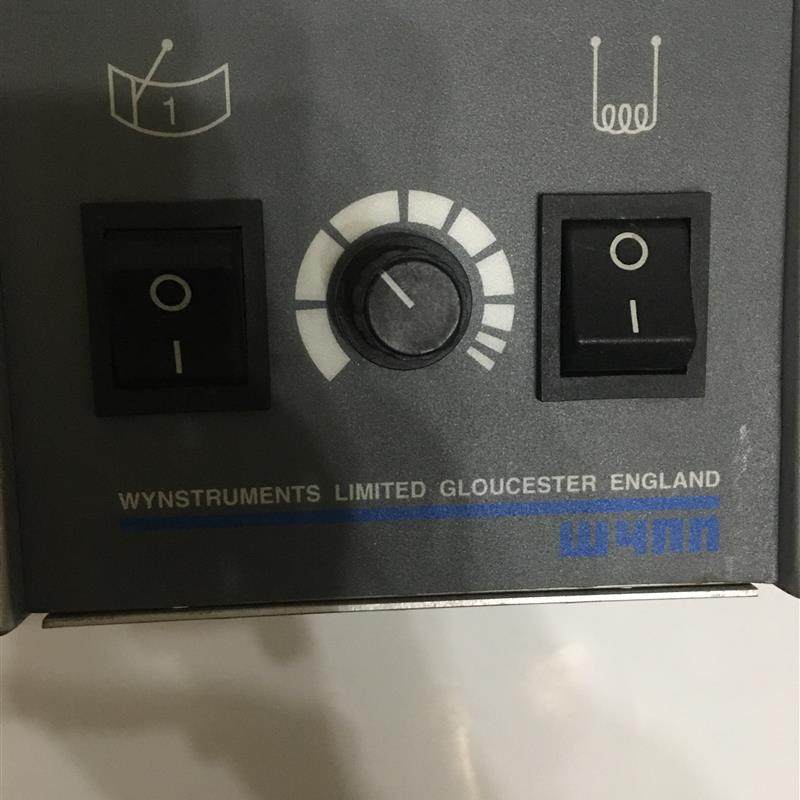 1
O O
I I
WYNSTRUMENTS LIMITED GLOUCESTER ENGLAND
wynn